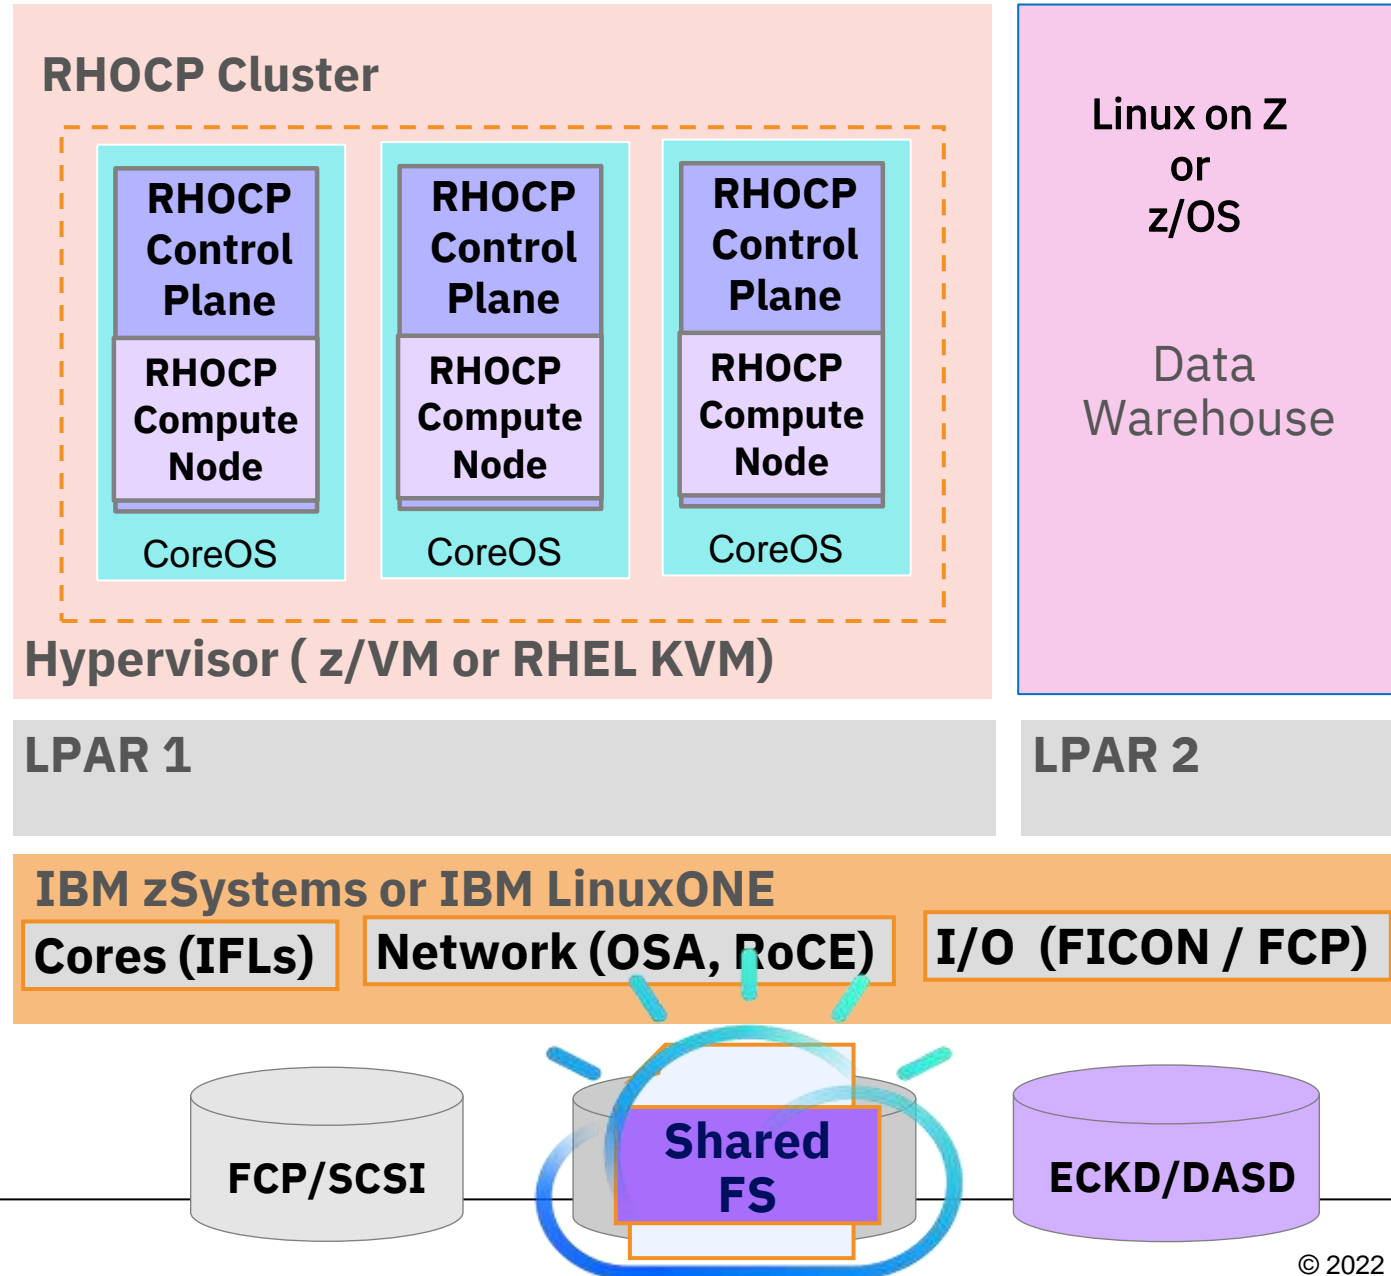 RHOCP Cluster
RHOCP
Control
Plane
RHOCP
Compute
Node
CoreOS
RHOCP
Control
Plane
RHOCP
Compute
Node
CoreOS
RHOCP
Control
Plane
RHOCP
Compute
Node
CoreOS
Hypervisor ( z/VM or RHEL KVM)
Linux on Z
or
z/OS
Data
Warehouse
LPAR 1
LPAR 2
IBM zSystems or IBM LinuxONE
Cores (IFLs)
Network (OSA, RoCE)
I/O (FICON / FCP)
FCP/SCSI
Shared
FS
ECKD/DASD
© 2022